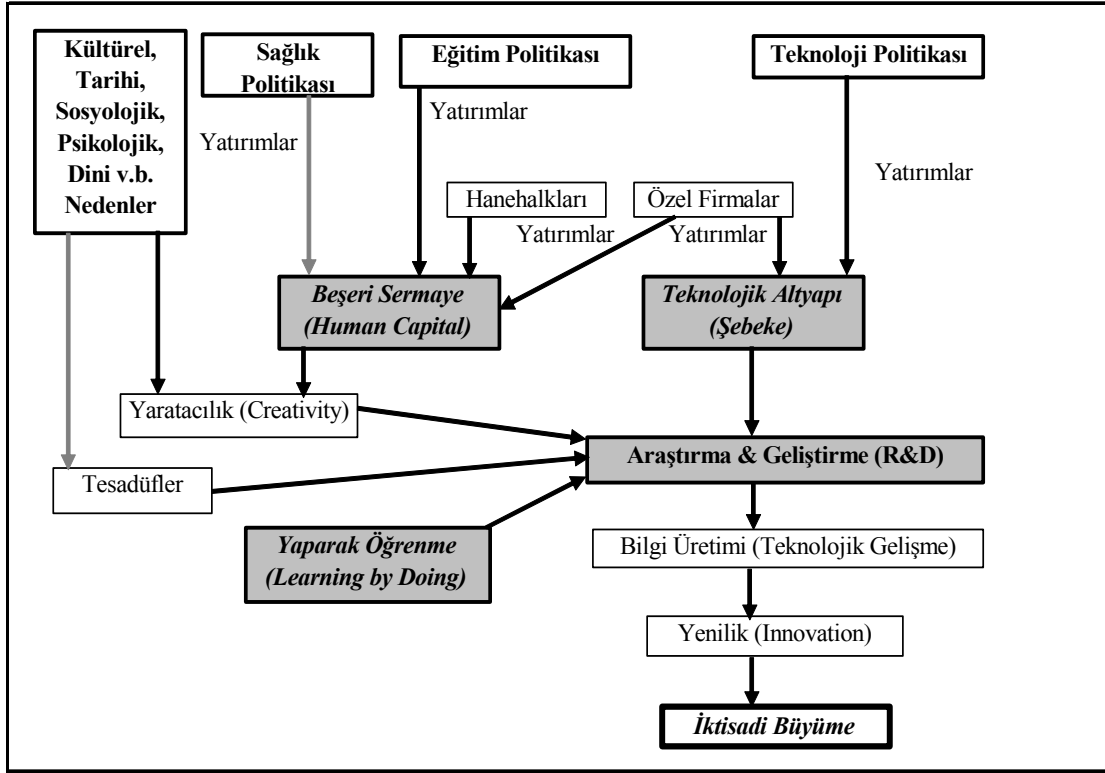 Kültürel,
Tarihi,
Sosyolojik,
Psikolojik,
Dini v.b.
Nedenler
Sağlık
Politikası
Eğitim Politikası
Teknoloji Politikası
Yatırımlar
Yatırımlar
Yatırımlar
Hanehalkları
Özel Firmalar
Yatırımlar
Yatırımlar
Beşeri Sermaye
(Human Capital)
Teknolojik Altyapı
(Şebeke)
Yaratacılık (Creativity)
Araştırma & Geliştirme (R&D)
Tesadüfler
Yaparak Öğrenme
(Learning by Doing)
Bilgi Üretimi (Teknolojik Gelişme)
Yenilik (Innovation)
İktisadi Büyüme